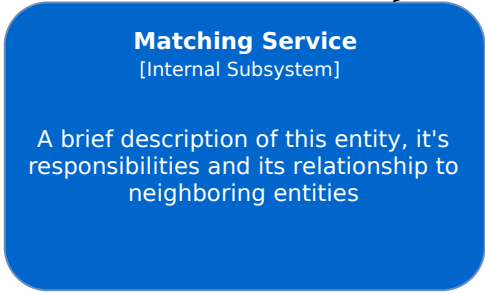 Matching Service
[Internal Subsystem]
A brief description of this entity, it's
responsibilities and its relationship to
neighboring entities